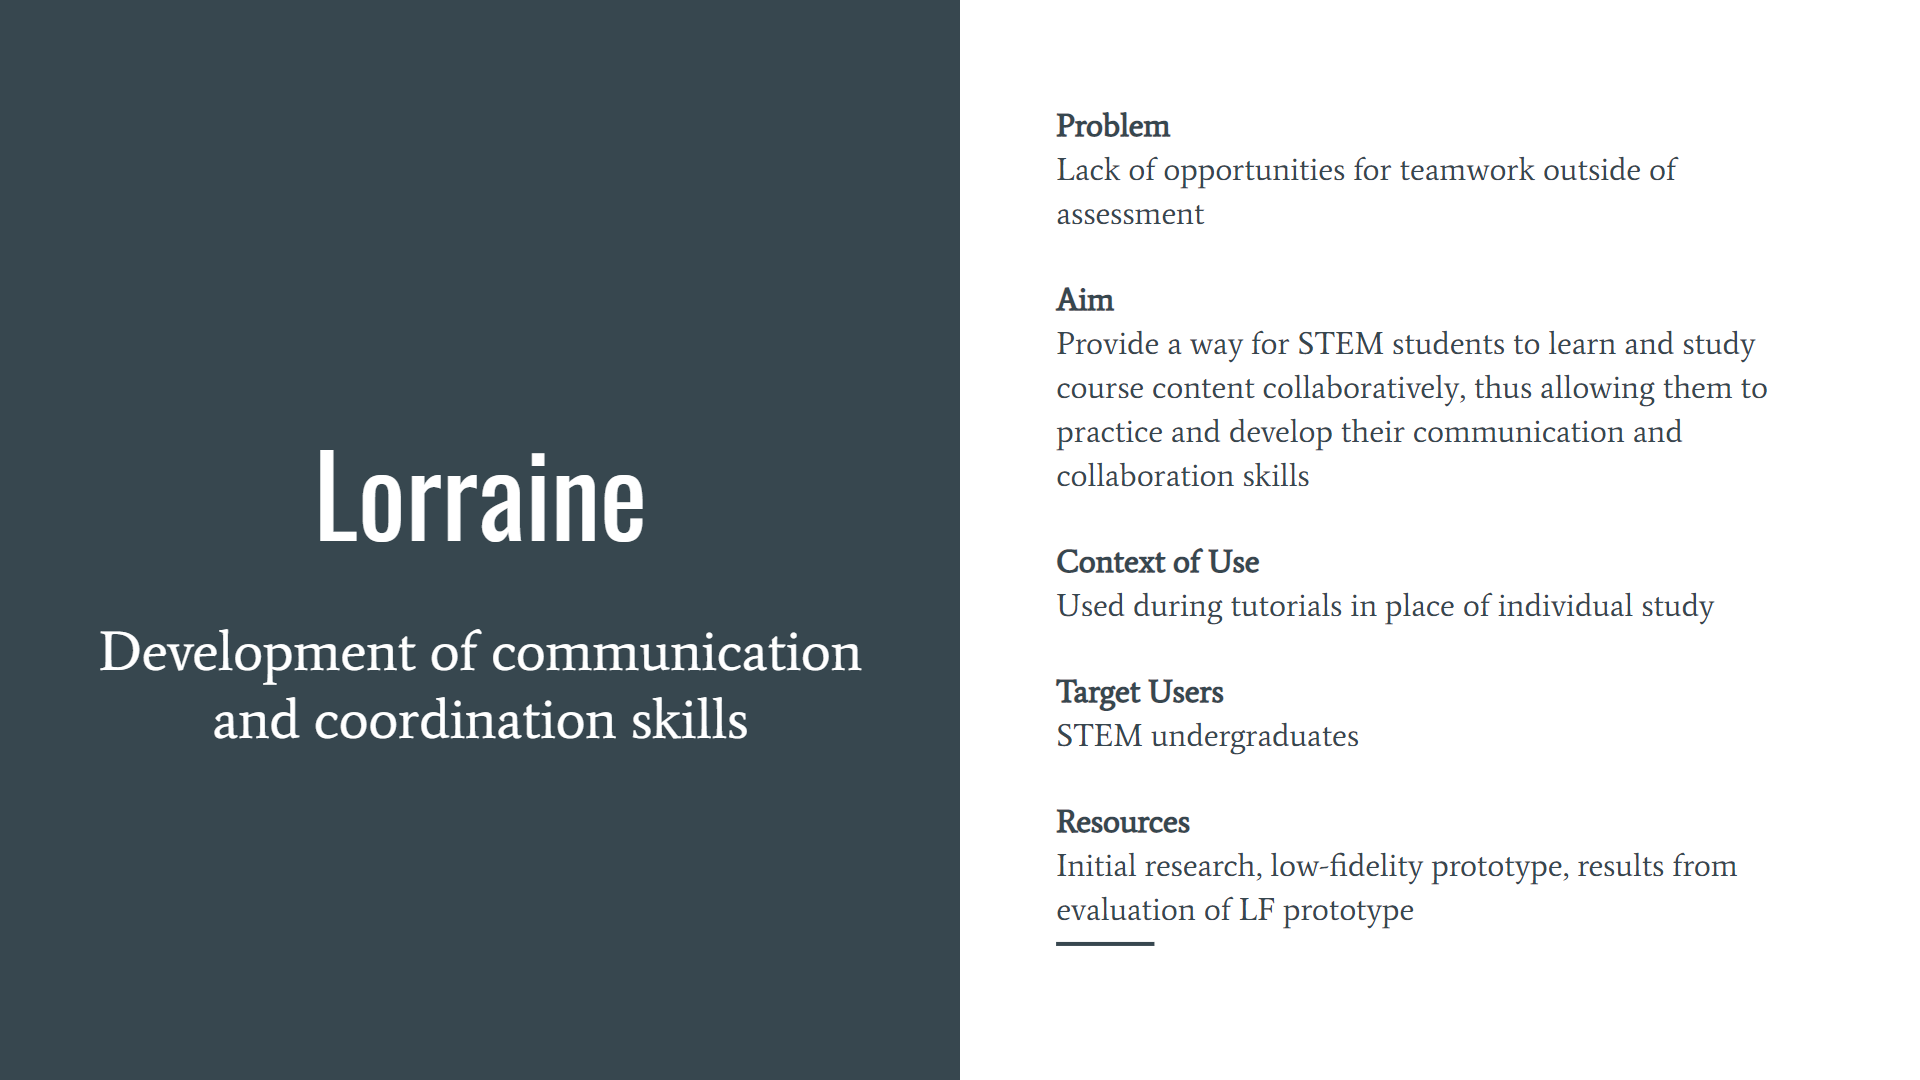 Lorraine
Development of communication
and coordination skills
Problem
Lack of opportunities for teamwork outside of
assessment
Aim
Provide a way for STEM students to learn and study
course content collaboratively, thus allowing them to
practice and develop their communication and
collaboration skills
Context of Use
Used during tutorials in place of individual study
Target Users
STEM undergraduates
Resources
Initial research, low-fidelity prototype, results from
evaluation of LF prototype